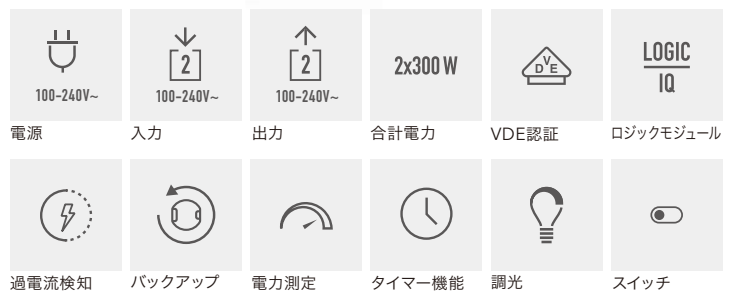 100-240V~
電源
2
100-240V~
入力
2
100-240V~
出力
2x300 W
合計電力
VDE
VDE認証
LOGIC
IQ
ロジックモジュール
過電流検知
バックアップ
電力測定
タイマー機能
調光
スイッチ